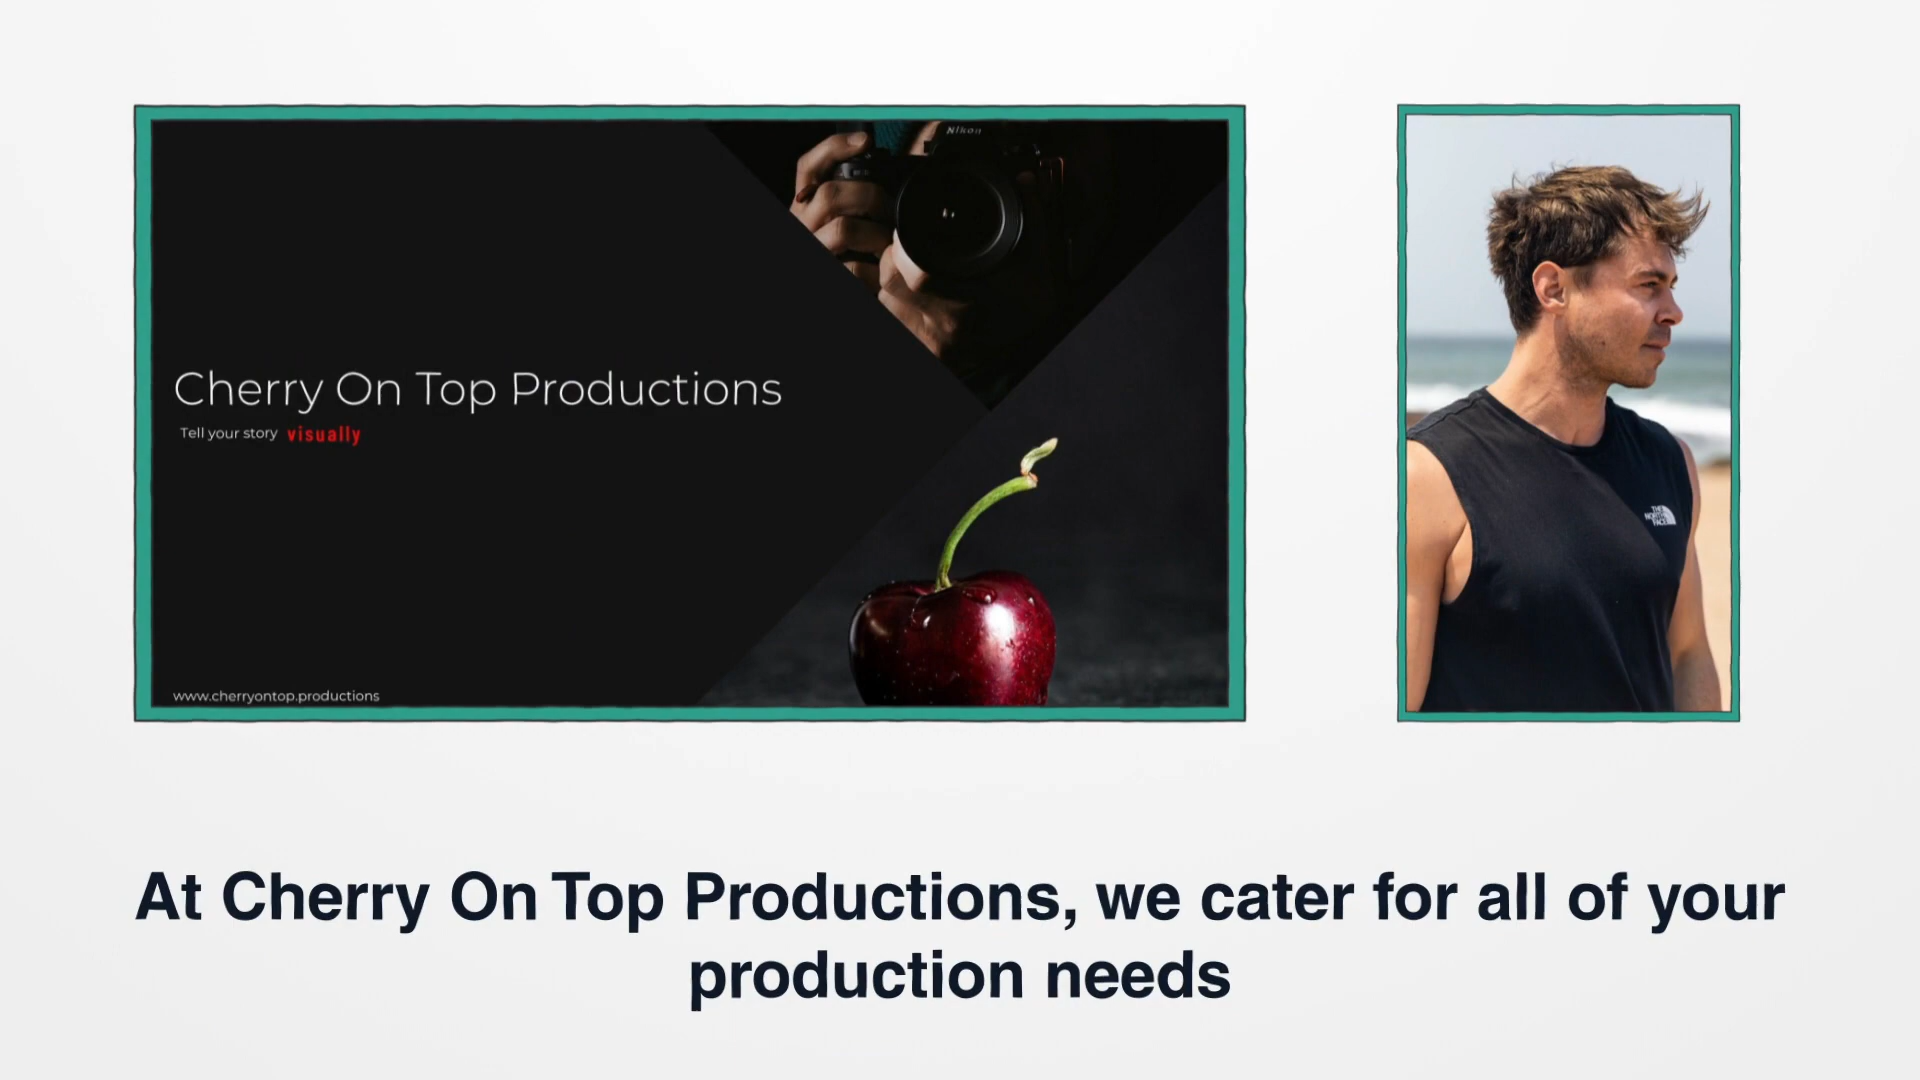 Nikon
Cherry On Top Productions
Tell your story visually
www.cherryontop.productions
THE
NORTH
FACE
At Cherry On Top Productions, we cater for all of your
production needs